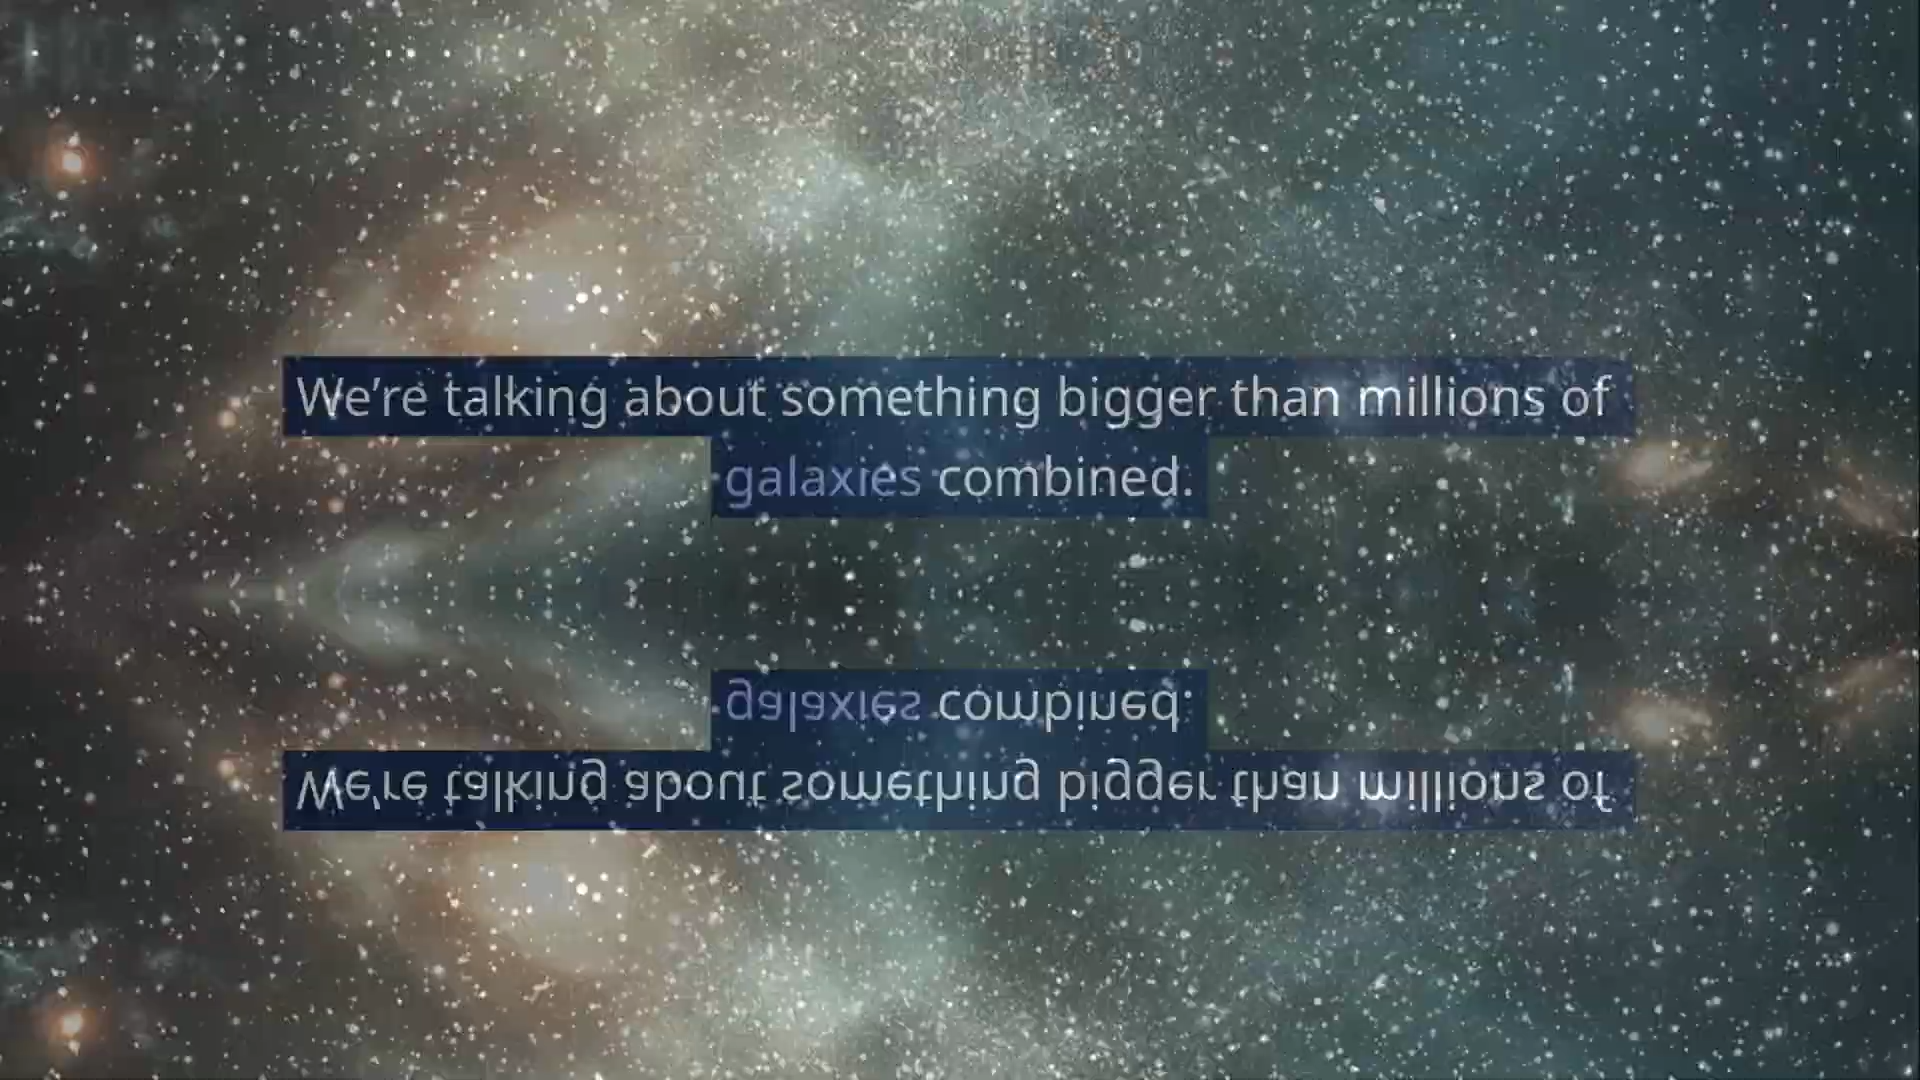 We’re talking about something bigger than millions of
galaxies combined.
galaxies combined.
We’re talking about something bigger than millions of